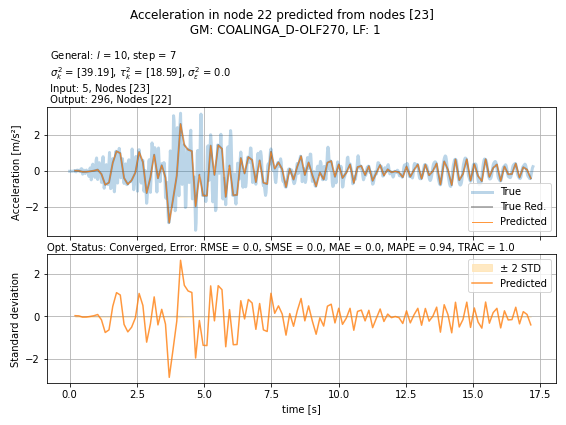 Acceleration in node 22 predicted from nodes [23]
GM: COALINGA_D-OLF270, LF: 1
General: l = 10, step = 7
σ²ₖ = [39.19], τ²ₖ = [18.59], σ²ε = 0.0
Input: 5, Nodes [23]
Output: 296, Nodes [22]
Acceleration [m/s²]
2
0
−2
True
True Red.
Predicted
Opt. Status: Converged, Error: RMSE = 0.0, SMSE = 0.0, MAE = 0.0, MAPE = 0.94, TRAC = 1.0
Standard deviation
2
0
−2
± 2 STD
Predicted
0.0 2.5 5.0 7.5 10.0 12.5 15.0 17.5
time [s]